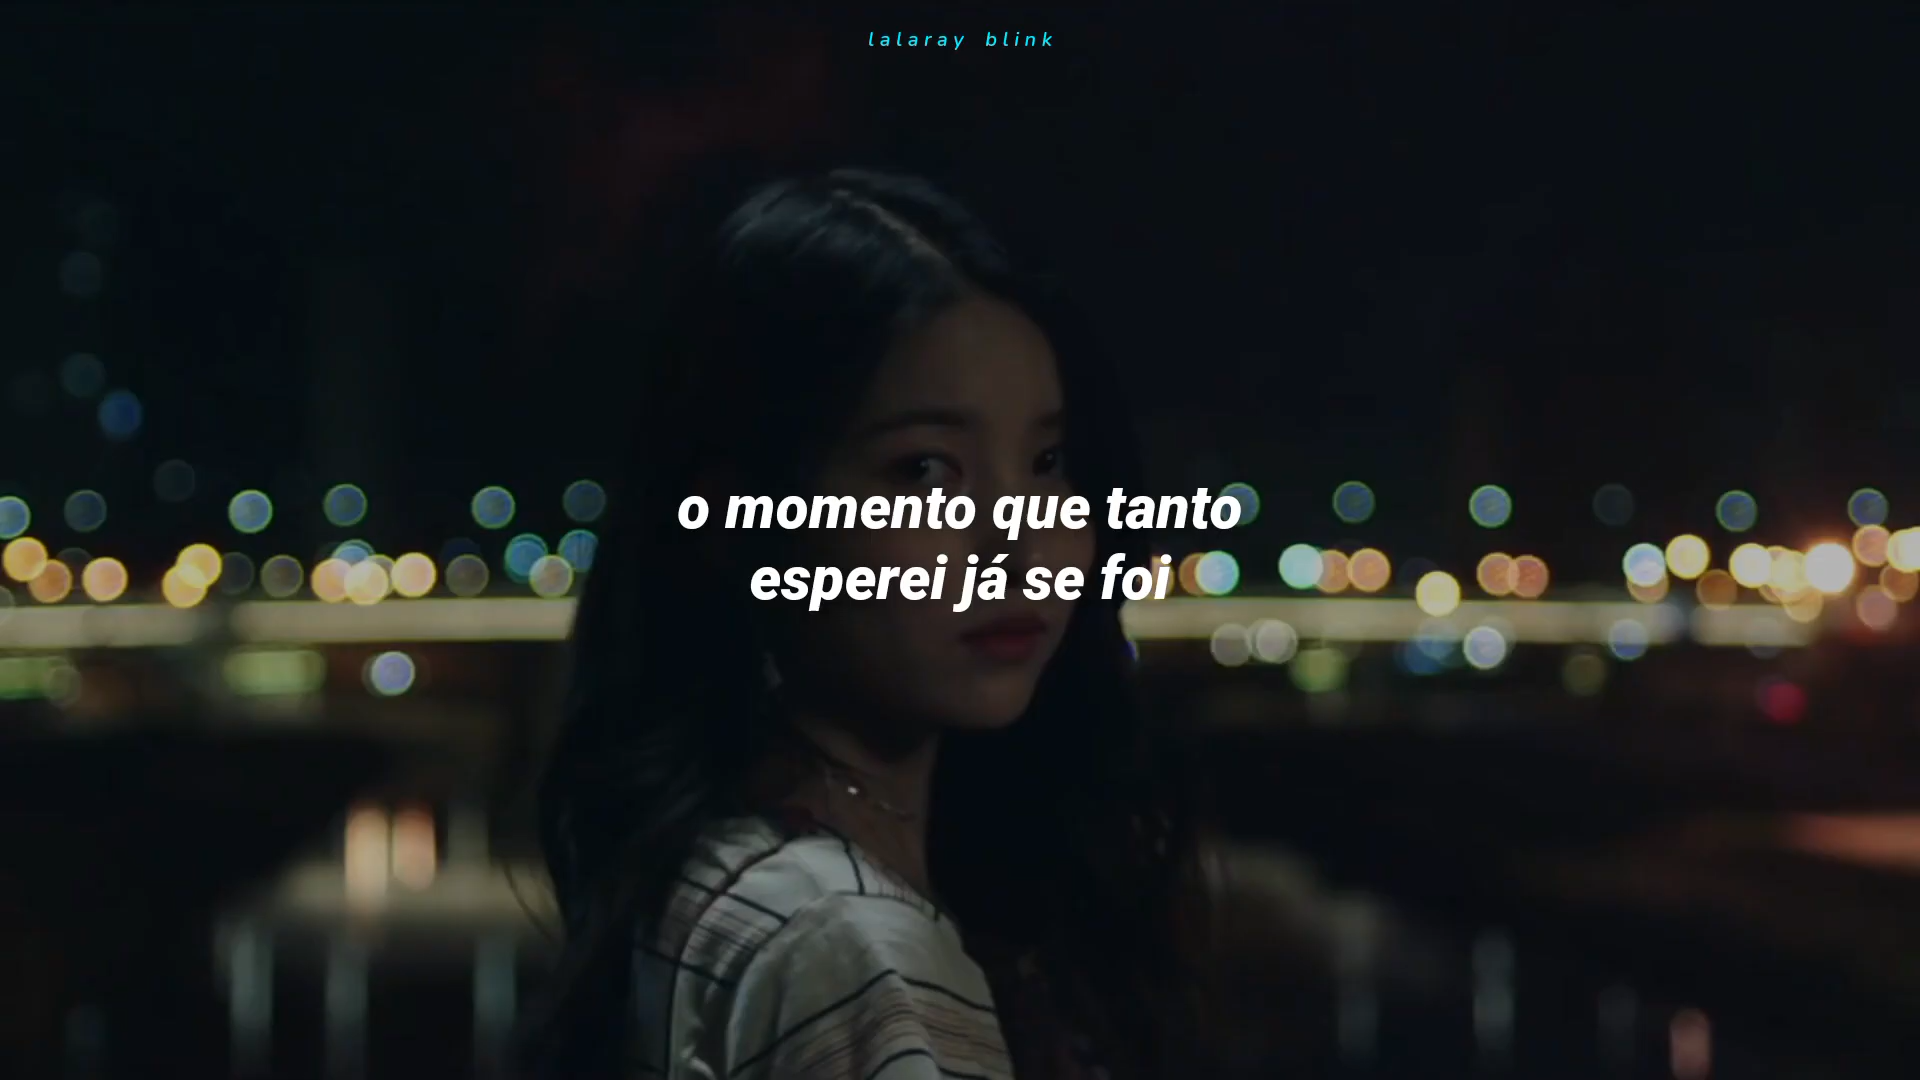 lalaray blink
o momento que tanto
esperei já se foi